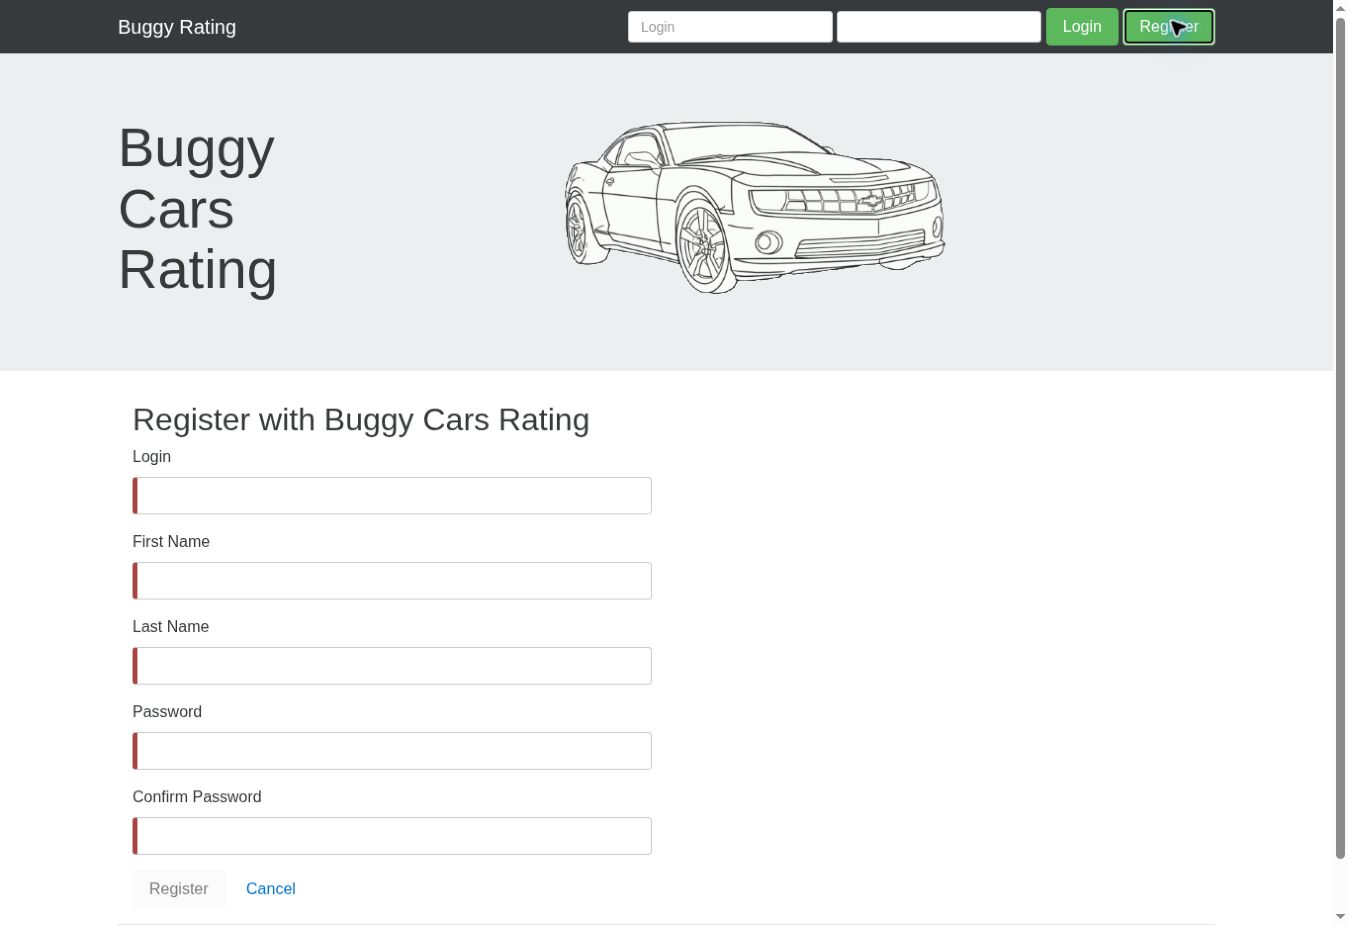 Buggy Rating
Login
Login
Register
Buggy
Cars
Rating
Register with Buggy Cars Rating
Login
First Name
Last Name
Password
Confirm Password
Register
Cancel